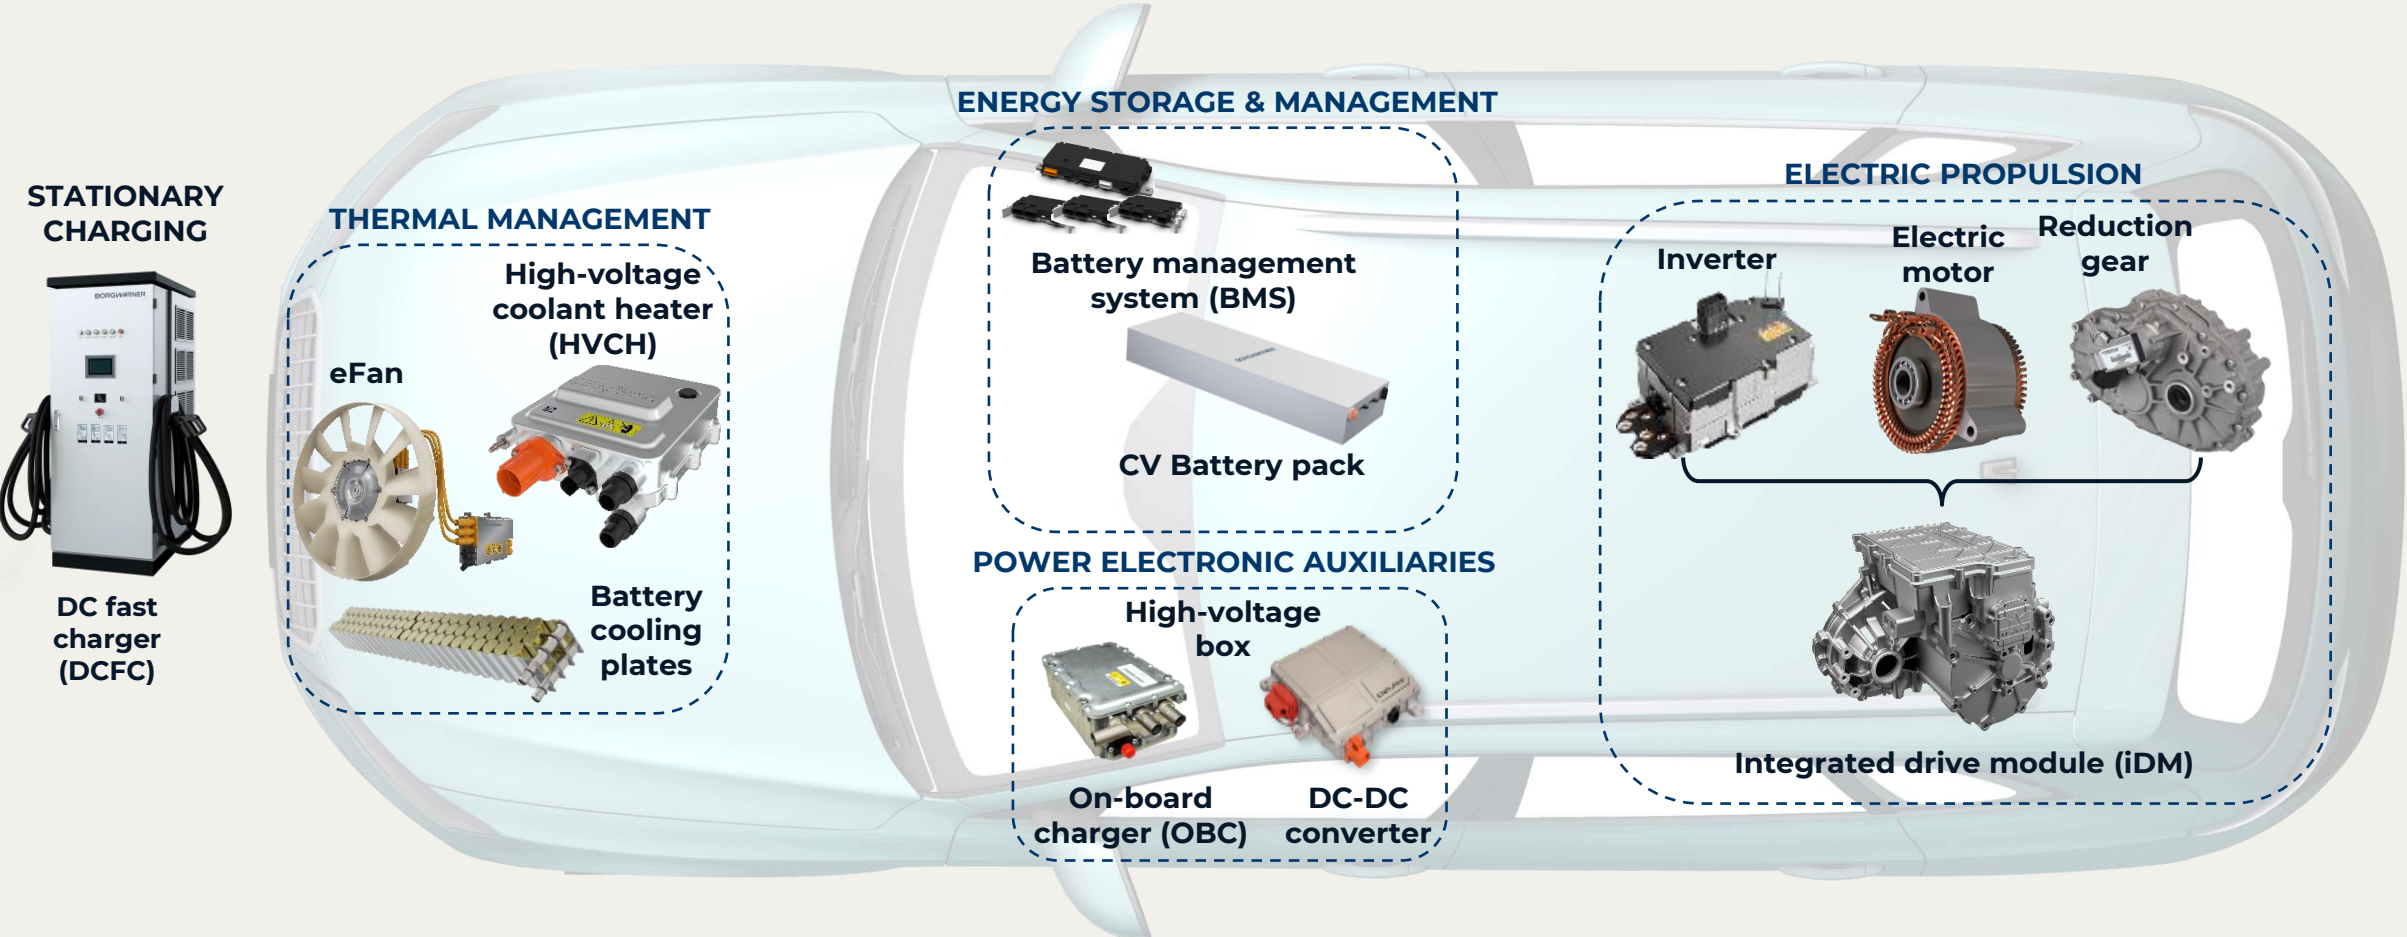 STATIONARY
CHARGING
BORGWARNER
DC fast
charger
(DCFC)
THERMAL MANAGEMENT
High-voltage
coolant heater
(HVCH)
eFan
Battery
cooling
plates
ENERGY STORAGE & MANAGEMENT
Battery management
system (BMS)
BORGWARNER
CV Battery pack
POWER ELECTRONIC AUXILIARIES
High-voltage
box
On-board
charger (OBC)
DC-DC
converter
ELECTRIC PROPULSION
Inverter
Electric
motor
Reduction
gear
Integrated drive module (iDM)